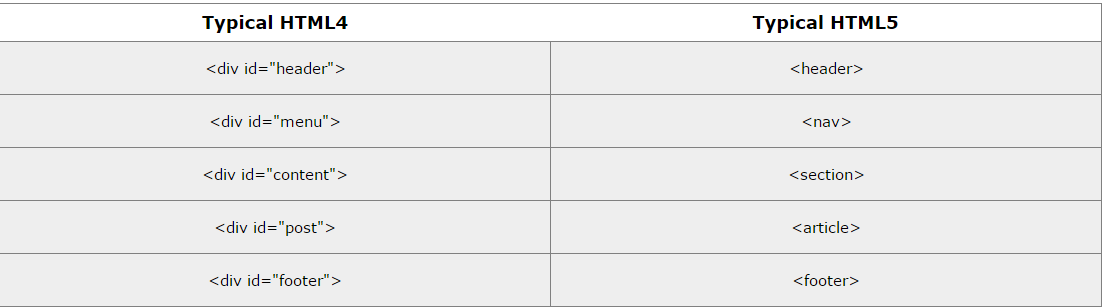 Typical HTML4 Typical HTML5
<div id="header"> <header>
<div id="menu"> <nav>
<div id="content"> <section>
<div id="post"> <article>
<div id="footer"> <footer>